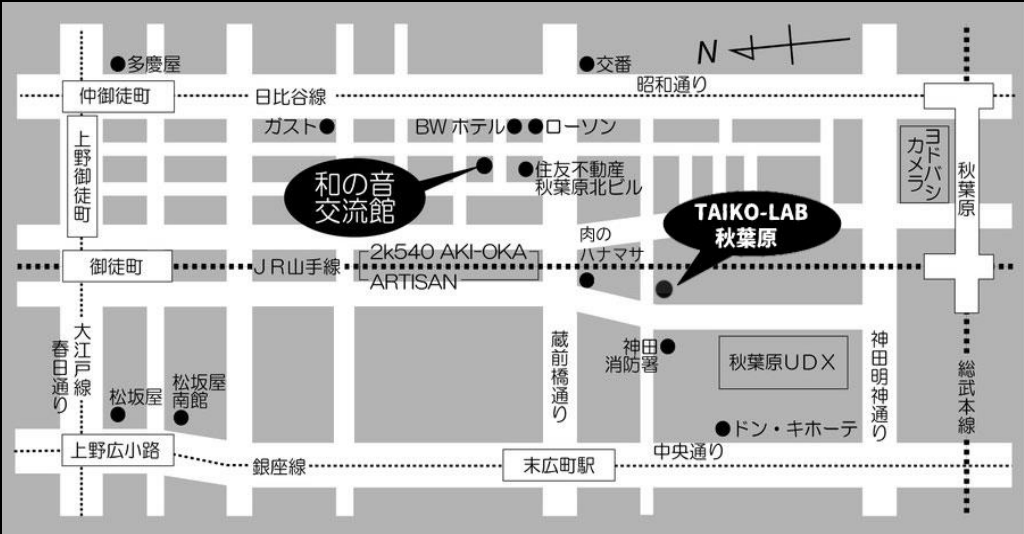 多慶屋
交番
N
仲御徒町
日比谷線
昭和通り
ガスト
BWホテル
ローソン
上野御徒町
和の音
交流館
住友不動産
秋葉原北ビル
ヨドバシ
カメラ
秋葉原
TAIKO-LAB
秋葉原
肉の
ハナマサ
御徒町
JR山手線
2k540 AKI-OKA
ARTISAN
大江戸線
春日通り
蔵前橋通り
神田
消防署
秋葉原UDX
神田明神通り
総武本線
松坂屋
松坂屋
南館
ドン・キホーテ
上野広小路
銀座線
末広町駅
中央通り